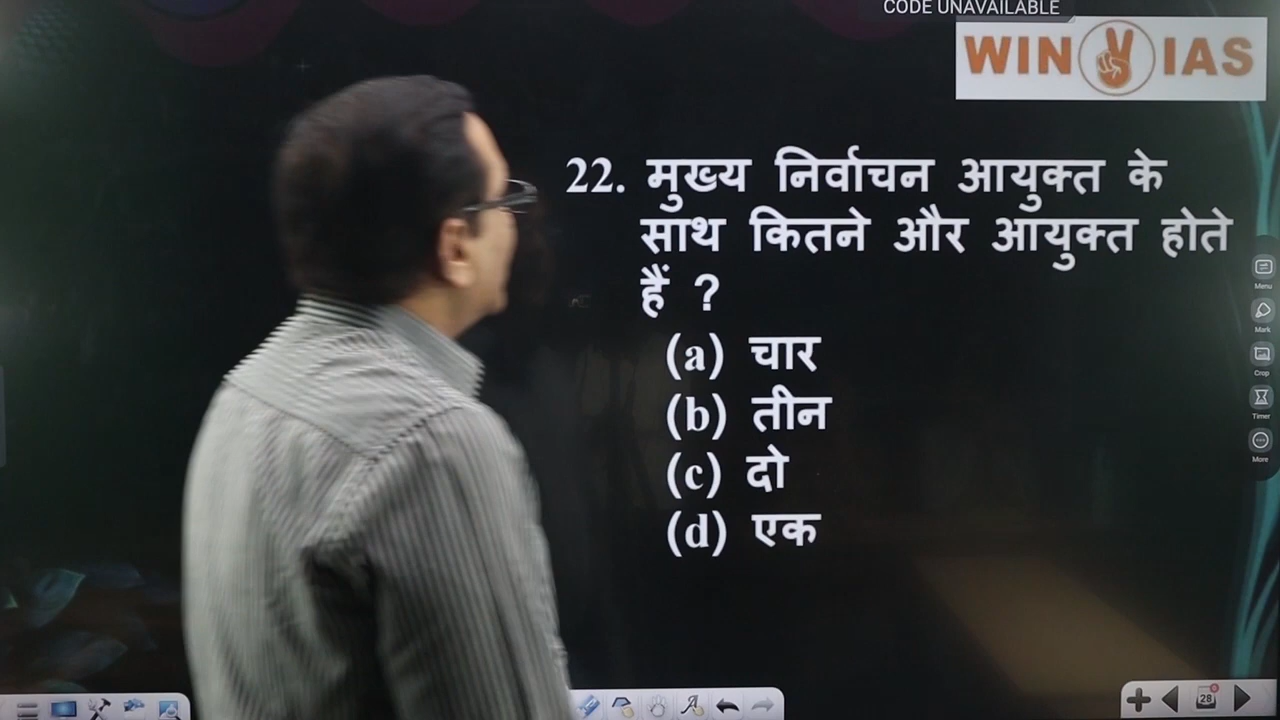 CODE UNAVAILABLE
WIN IAS
22. मुख्य निर्वाचन आयुक्त के
साथ कितने और आयुक्त होते
हैं ?
(a) चार
(b) तीन
(c) दो
(d) एक
Menu
Mark
Crop
Timer
More
28